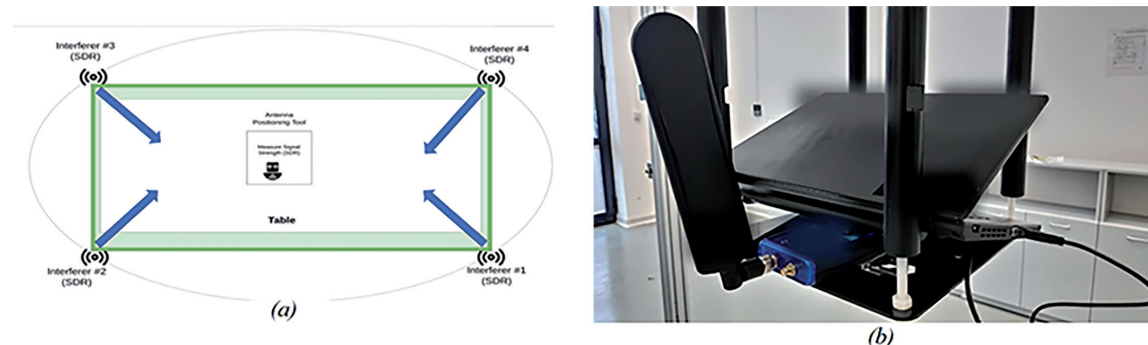 Interferer #3
(SDR)
Interferer #4
(SDR)
Antenna
Positioning Tool
Measure Signal
Strength (SDR)
Table
Interferer #2
(SDR)
Interferer #1
(SDR)
(a)
(b)